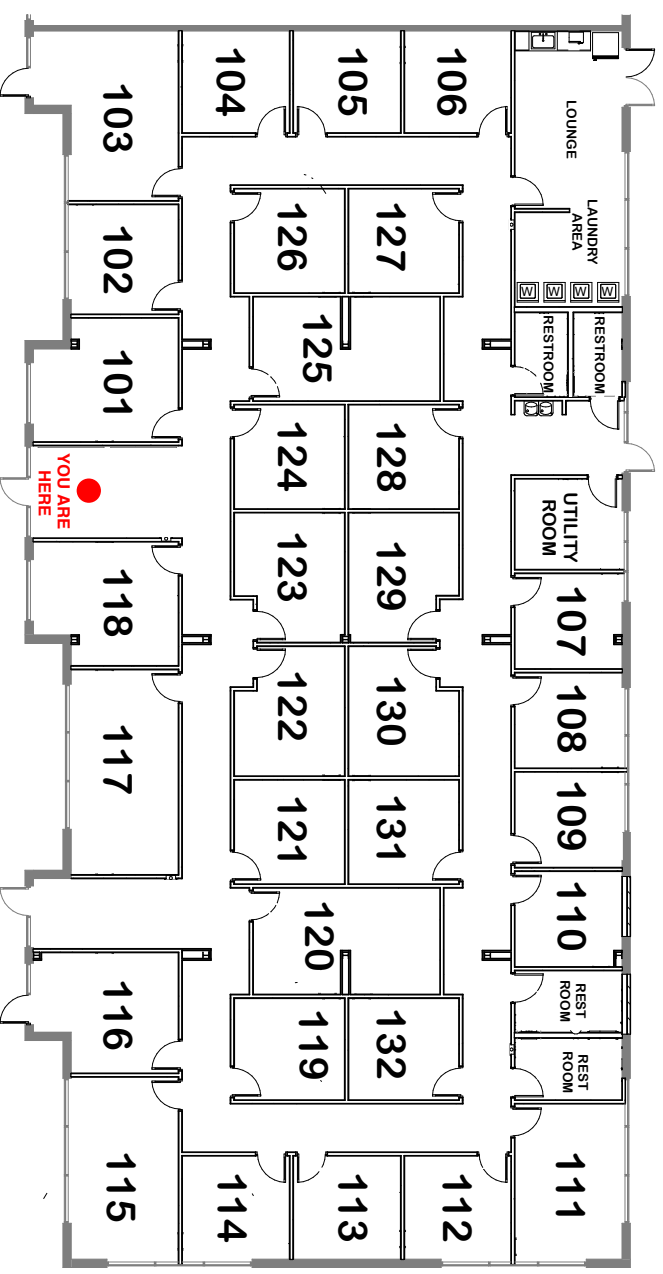 103
104
105
106
LOUNGE
LAUNDRY
AREA
W
W
W
W
102
126
127
RESTROOM
RESTROOM
101
125
124
128
YOU ARE
HERE
UTILITY
ROOM
118
123
129
107
117
122
130
108
121
131
109
120
110
116
119
132
REST
ROOM
REST
ROOM
115
114
113
112
111